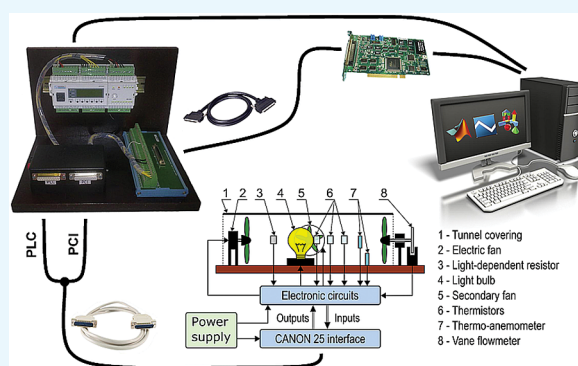 PLC
PCI
1 2 3 4 5 6 7 8
Electronic circuits
Outputs
Inputs
Power
supply
CANON 25 interface
1 - Tunnel covering
2 - Electric fan
3 - Light-dependent resistor
4 - Light bulb
5 - Secondary fan
6 - Thermistors
7 - Thermo-anemometer
8 - Vane flowmeter